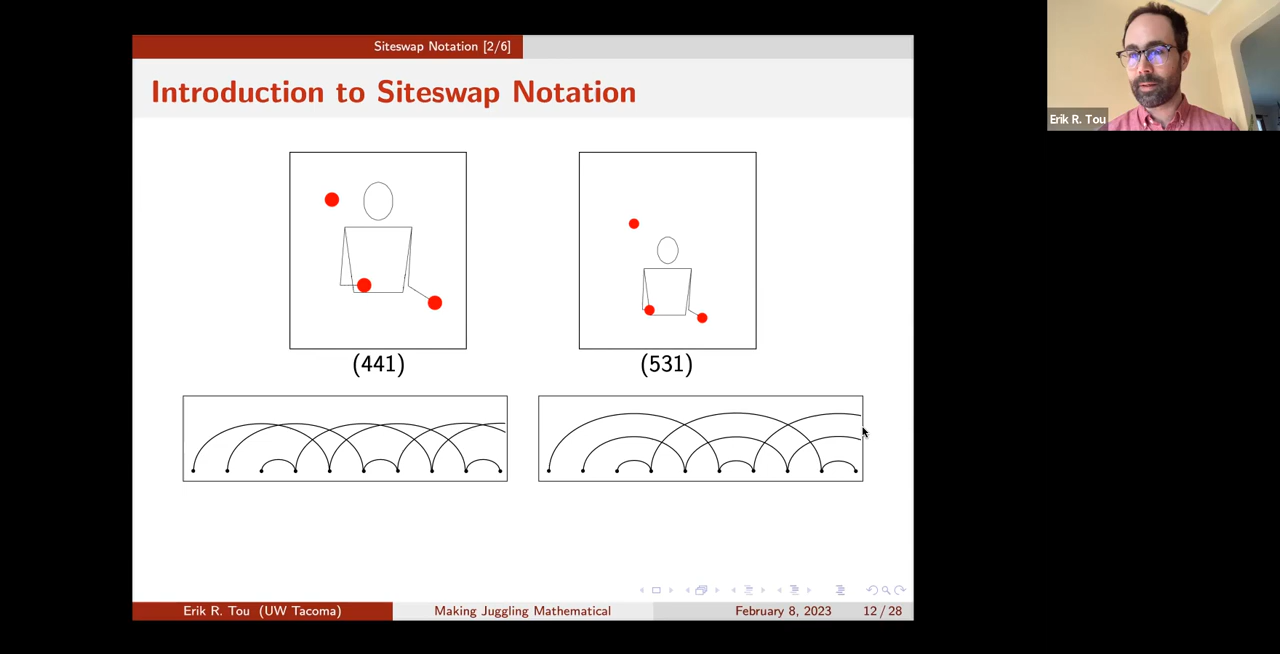 Siteswap Notation [2/6]
Introduction to Siteswap Notation
Erik R. Tou
(441)
(531)
Erik R. Tou (UW Tacoma)
Making Juggling Mathematical
February 8, 2023
12 / 28